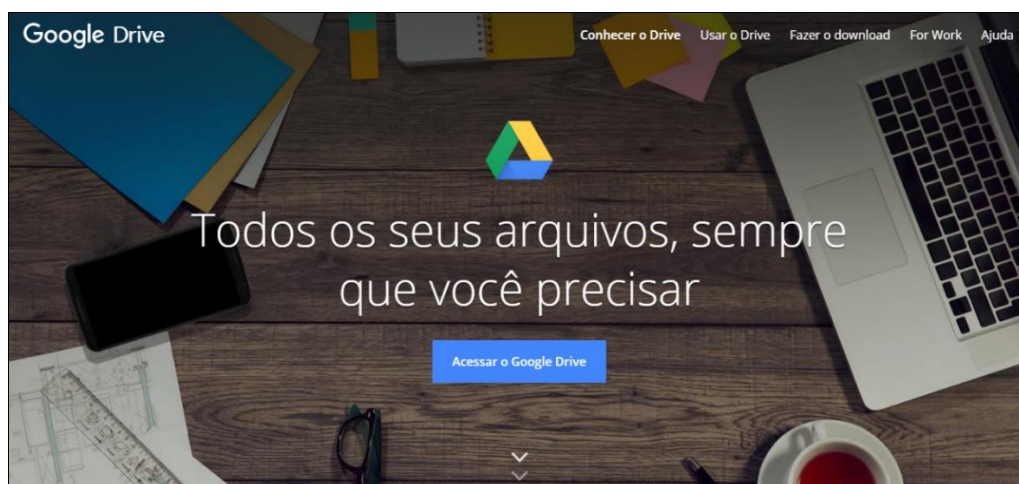 Google Drive
Conhecer o Drive Usar o Drive Fazer o download For Work Ajuda
Todos os seus arquivos, sempre
que você precisar
Acessar o Google Drive